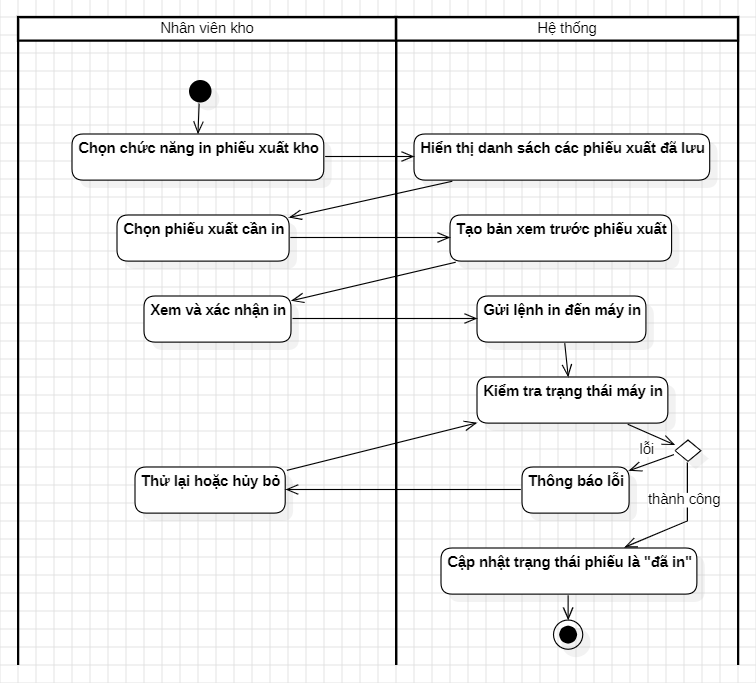 Nhân viên kho
Hệ thống
Chọn chức năng in phiếu xuất kho
Hiển thị danh sách các phiếu xuất đã lưu
Chọn phiếu xuất cần in
Tạo bản xem trước phiếu xuất
Xem và xác nhận in
Gửi lệnh in đến máy in
Kiểm tra trạng thái máy in
lỗi
Thử lại hoặc hủy bỏ
Thông báo lỗi
thành công
Cập nhật trạng thái phiếu là "đã in"